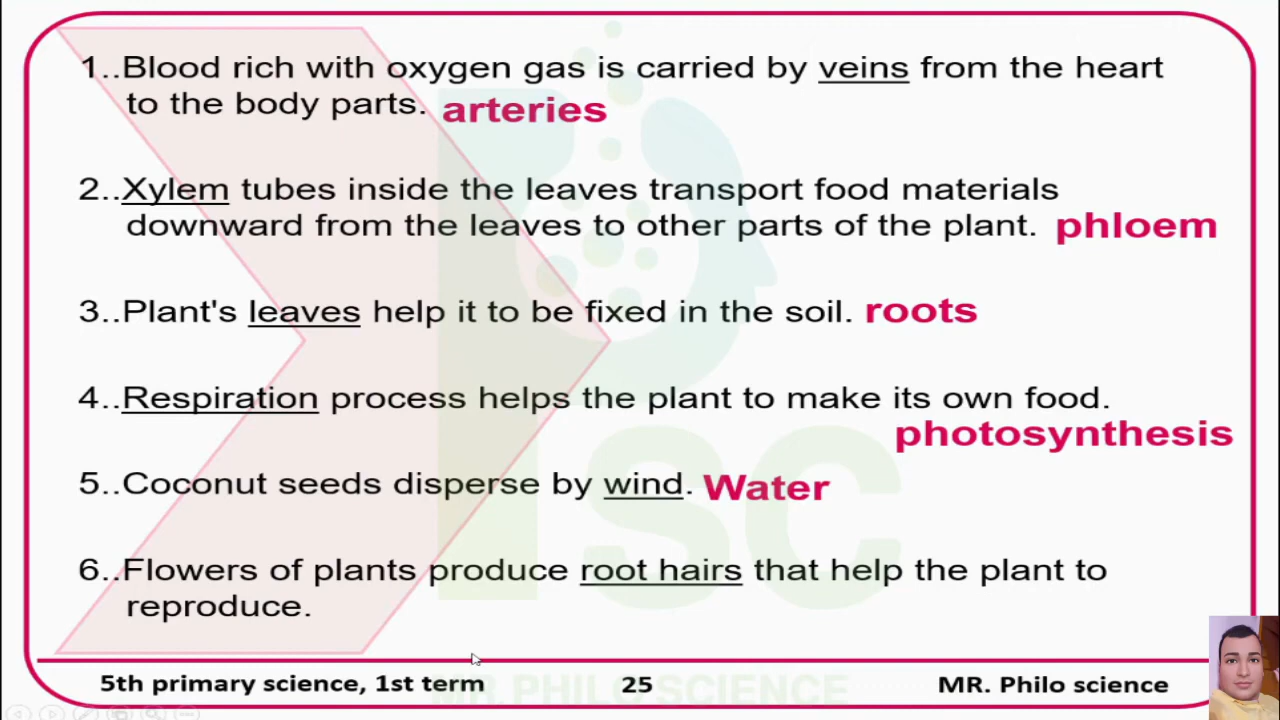 1..Blood rich with oxygen gas is carried by veins from the heart
to the body parts. arteries
2..Xylem tubes inside the leaves transport food materials
downward from the leaves to other parts of the plant. phloem
3..Plant's leaves help it to be fixed in the soil. roots
4..Respiration process helps the plant to make its own food.
photosynthesis
5..Coconut seeds disperse by wind. Water
6..Flowers of plants produce root hairs that help the plant to
reproduce.
Sc
MR. PHILO SCIENCE
5th primary science, 1st term 25 MR. Philo science